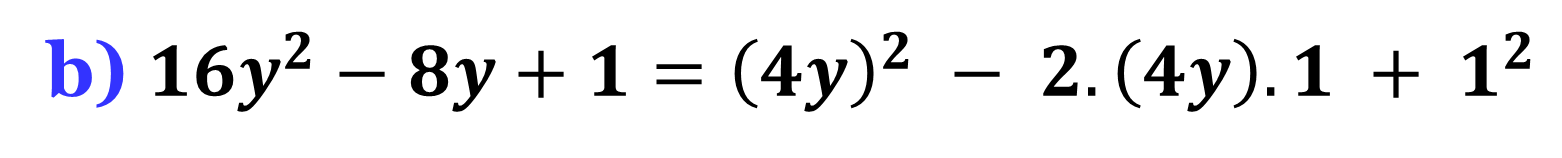 b) 16y² − 8y + 1 = (4y)² − 2.(4y).1 + 1²